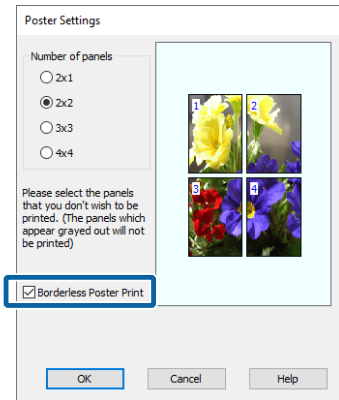 Poster Settings
Number of panels
2x1
2x2
3x3
4x4
Please select the panels
that you don't wish to be
printed. (The panels which
appear grayed out will not
be printed)
Borderless Poster Print
1 2
3 4
OK Cancel Help